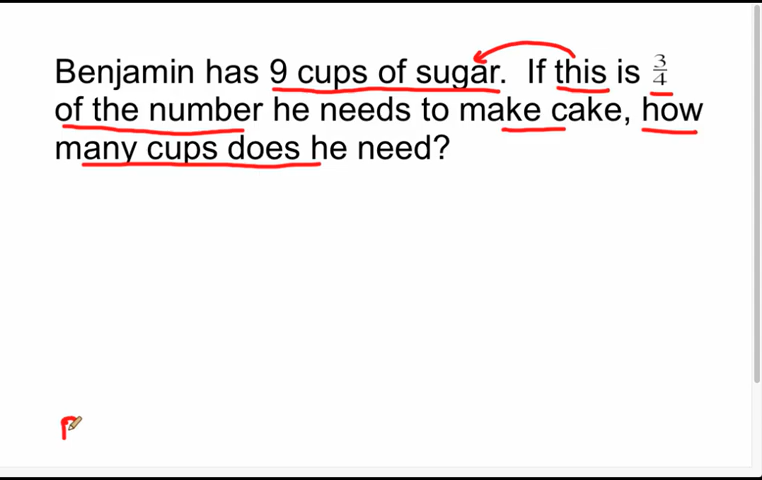 Benjamin has 9 cups of sugar. If this is 3/4
of the number he needs to make cake, how
many cups does he need?